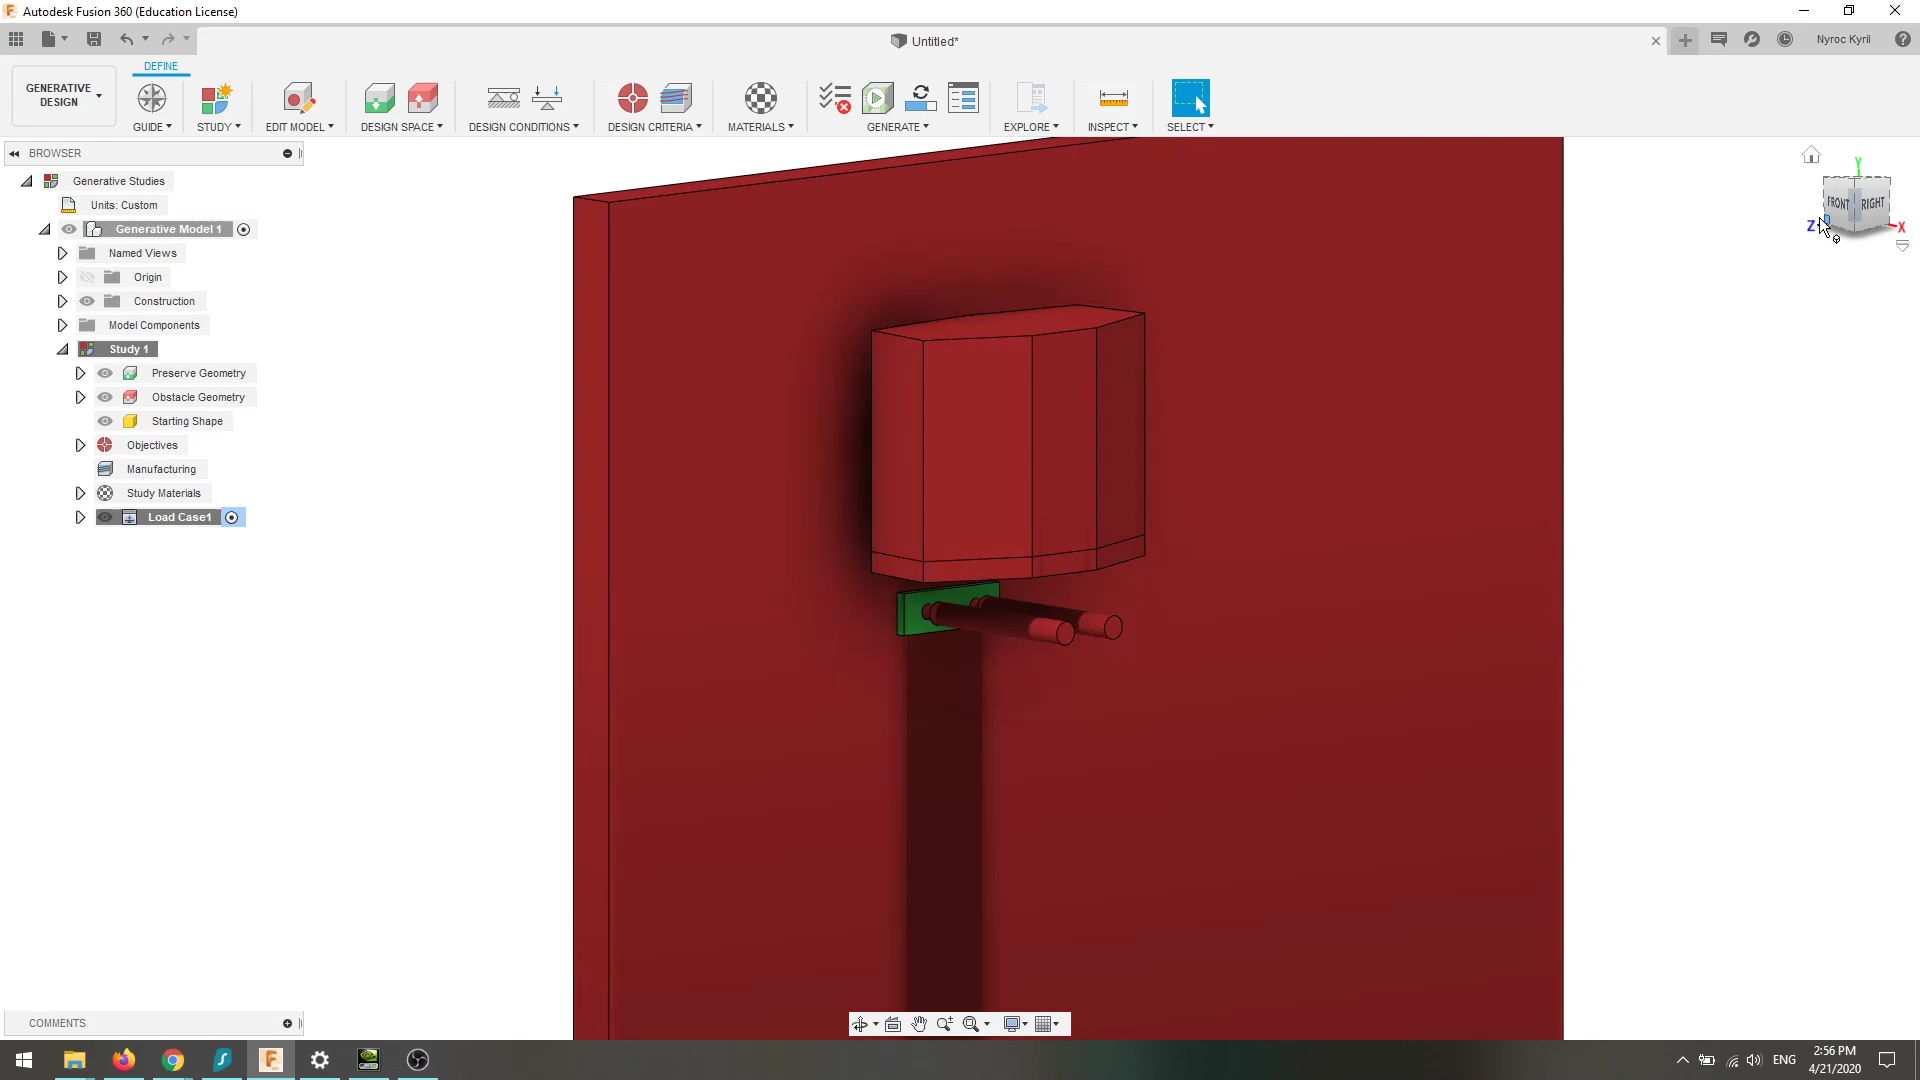 Autodesk Fusion 360 (Education License)
Untitled*
Nyroc Kyril
GENERATIVE
DESIGN
DEFINE
GUIDE
STUDY
EDIT MODEL
DESIGN SPACE
DESIGN CONDITIONS
DESIGN CRITERIA
MATERIALS
GENERATE
EXPLORE
INSPECT
SELECT
BROWSER
Generative Studies
Units: Custom
Generative Model 1
Named Views
Origin
Construction
Model Components
Study 1
Preserve Geometry
Obstacle Geometry
Starting Shape
Objectives
Manufacturing
Study Materials
Load Case1
Y
FRONT
RIGHT
Z
X
COMMENTS
ENG
2:56 PM
4/21/2020